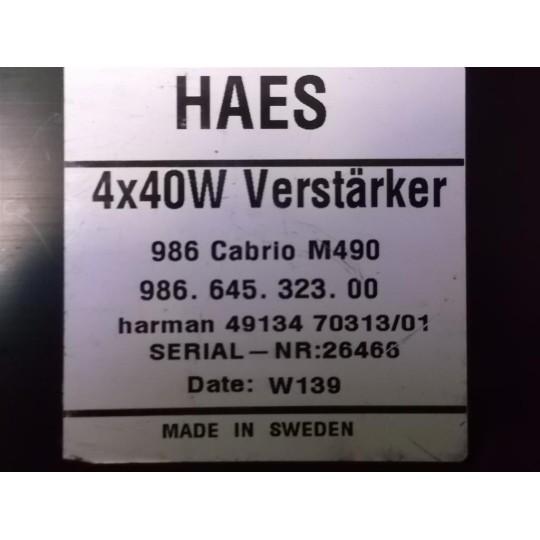 HAES
4x40W Verstärker
986 Cabrio M490
986. 645. 323. 00
harman 49134 70313/01
SERIAL-NR:26466
Date: W139
MADE IN SWEDEN